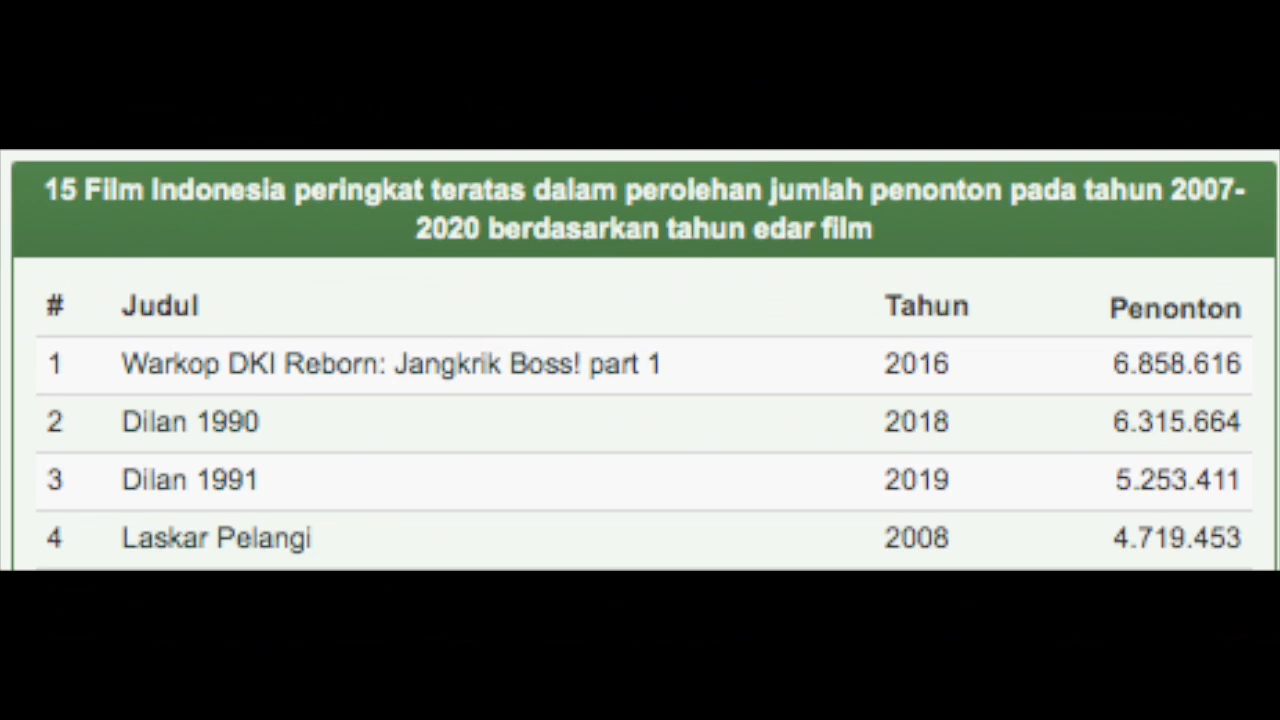 15 Film Indonesia peringkat teratas dalam perolehan jumlah penonton pada tahun 2007-
2020 berdasarkan tahun edar film
# Judul Tahun Penonton
1 Warkop DKI Reborn: Jangkrik Boss! part 1 2016 6.858.616
2 Dilan 1990 2018 6.315.664
3 Dilan 1991 2019 5.253.411
4 Laskar Pelangi 2008 4.719.453